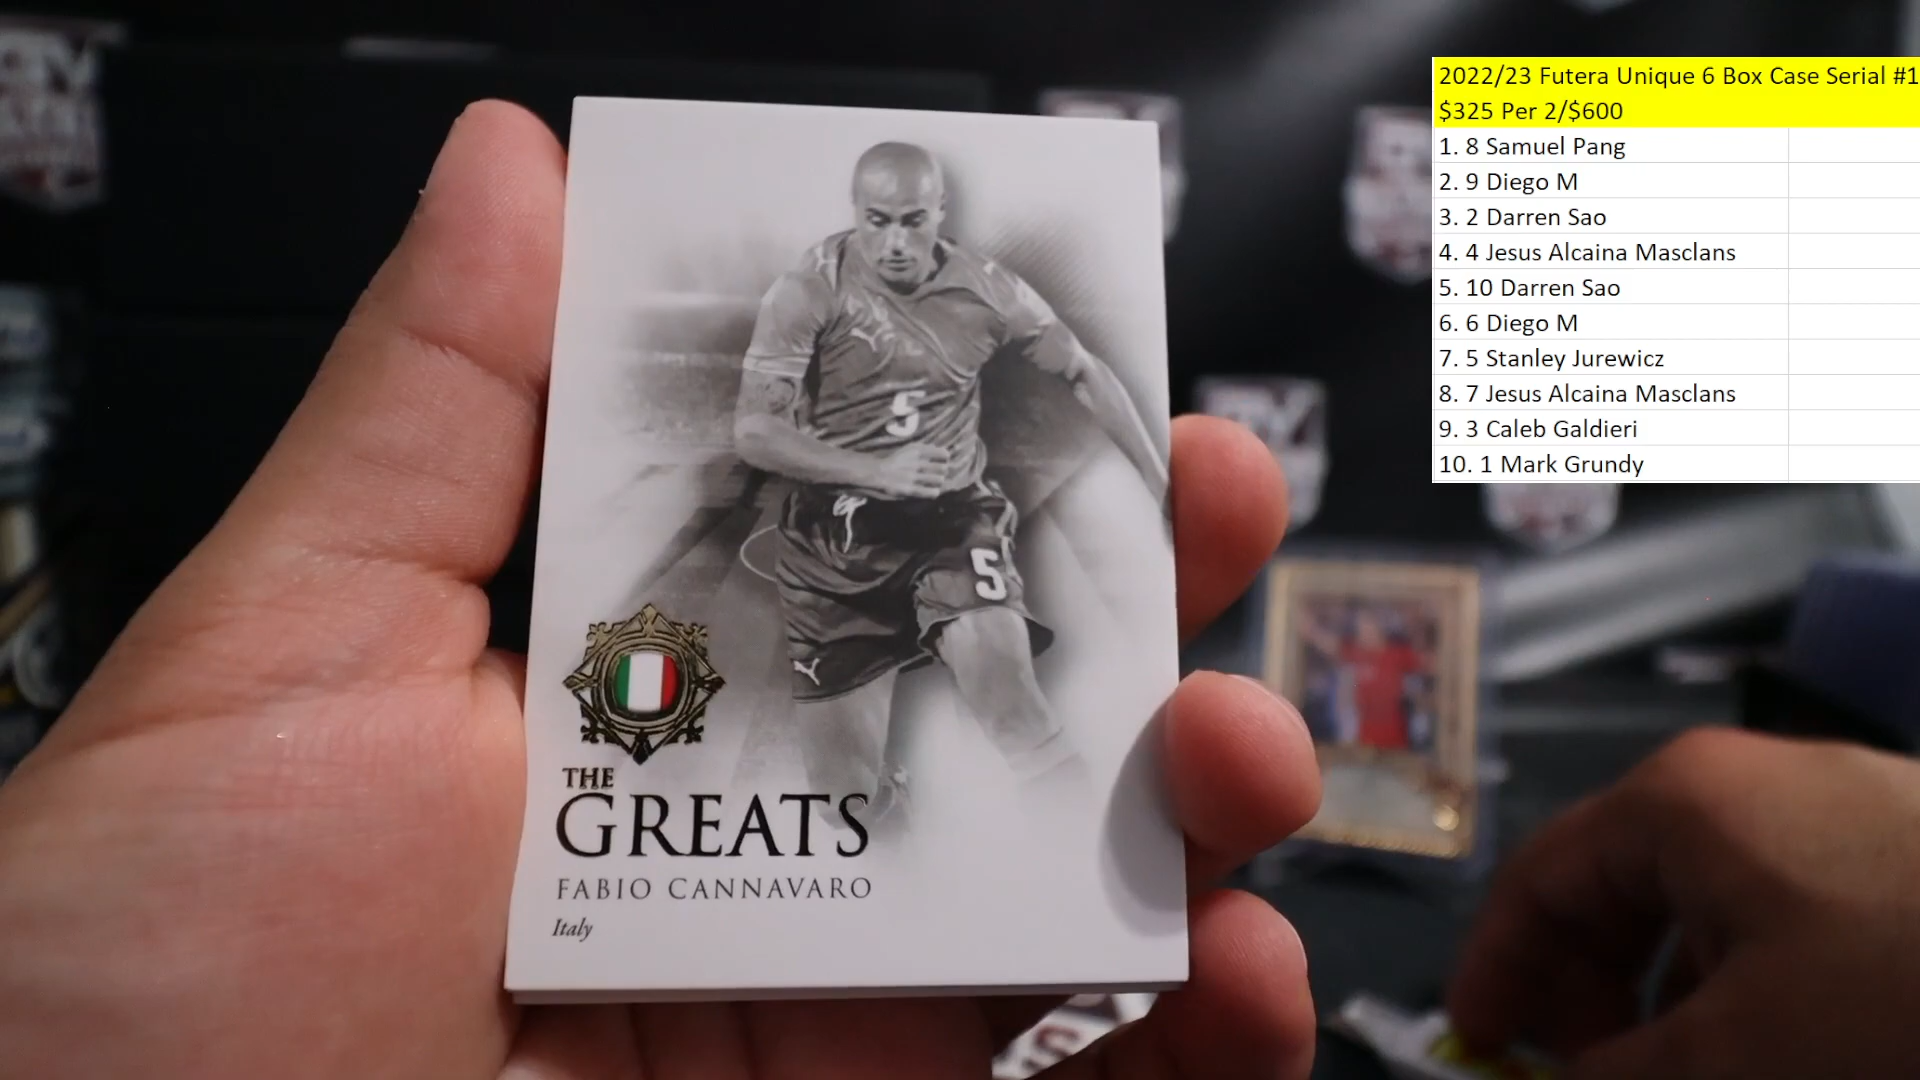 2022/23 Futera Unique 6 Box Case Serial #1
$325 Per 2/$600
1. 8 Samuel Pang
2. 9 Diego M
3. 2 Darren Sao
4. 4 Jesus Alcaina Masclans
5. 10 Darren Sao
6. 6 Diego M
7. 5 Stanley Jurewicz
8. 7 Jesus Alcaina Masclans
9. 3 Caleb Galdieri
10. 1 Mark Grundy
5
5
THE
GREATS
FABIO CANNAVARO
Italy